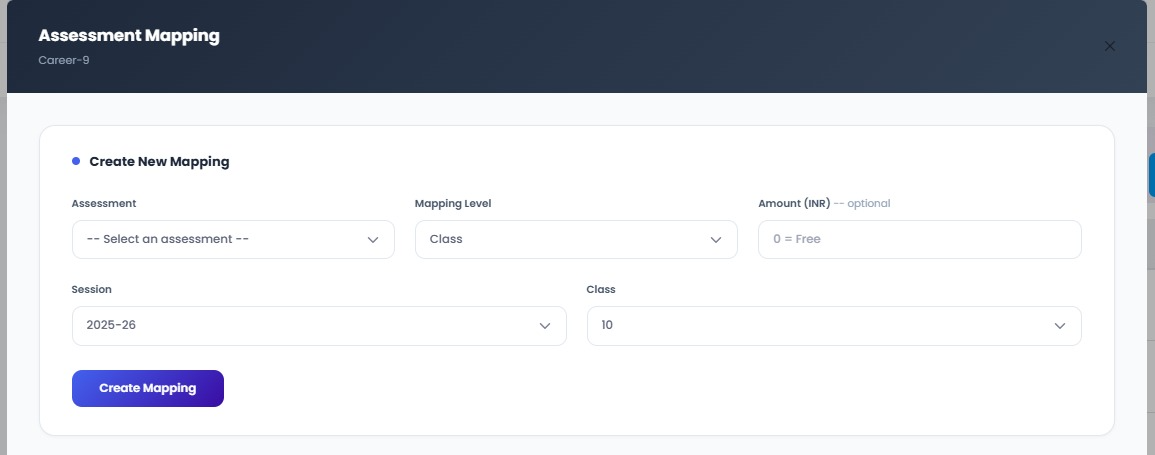 Assessment Mapping
Career-9
Create New Mapping
Assessment
Mapping Level
Amount (INR) -- optional
-- Select an assessment --
Class
0 = Free
Session
Class
2025-26
10
Create Mapping